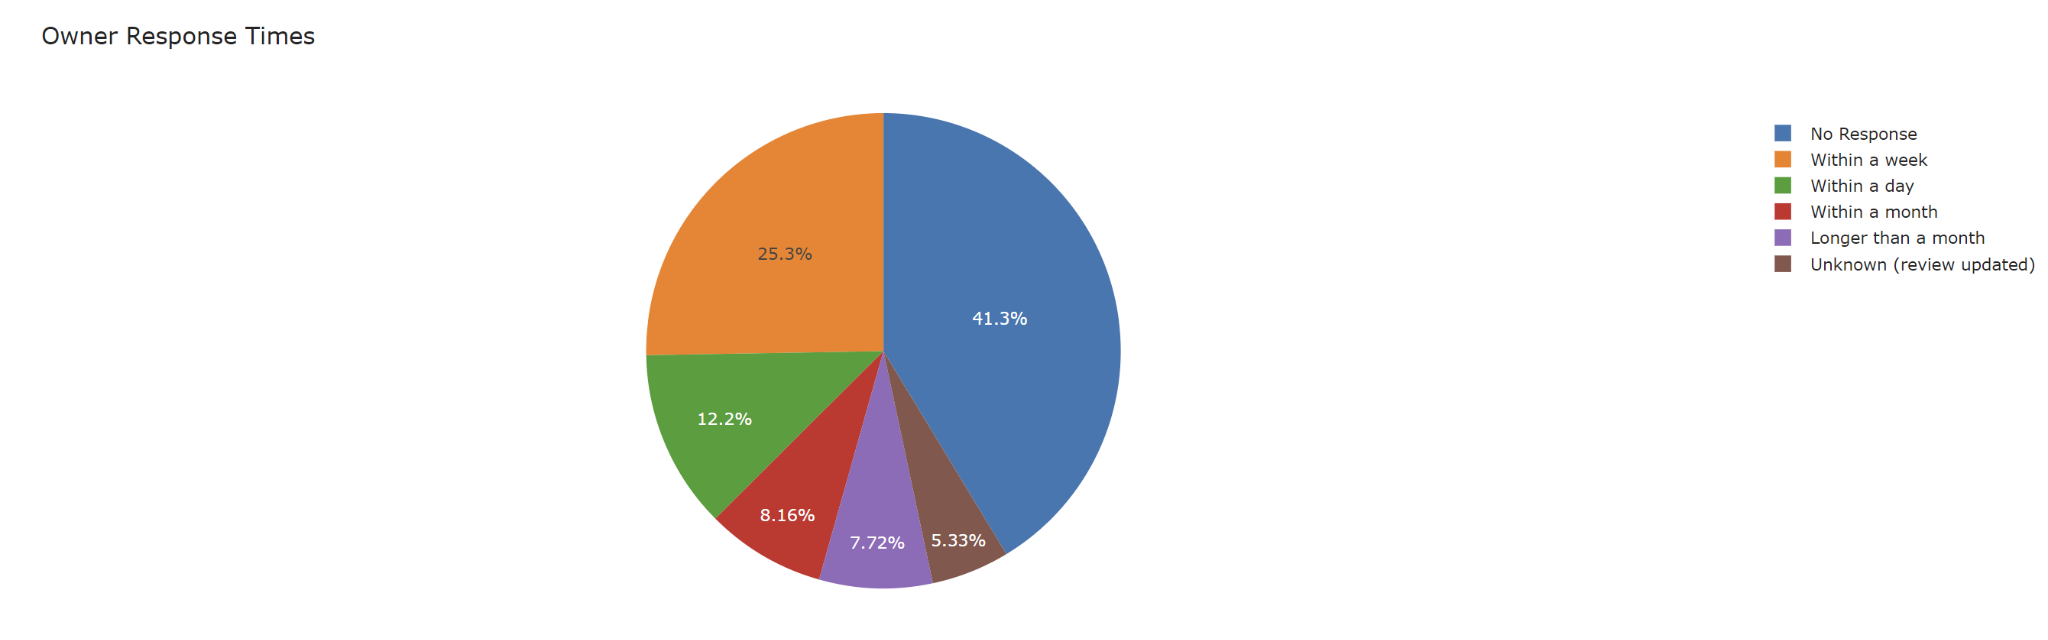 Owner Response Times
No Response
Within a week
Within a day
Within a month
Longer than a month
Unknown (review updated)
25.3%
41.3%
12.2%
8.16%
7.72%
5.33%